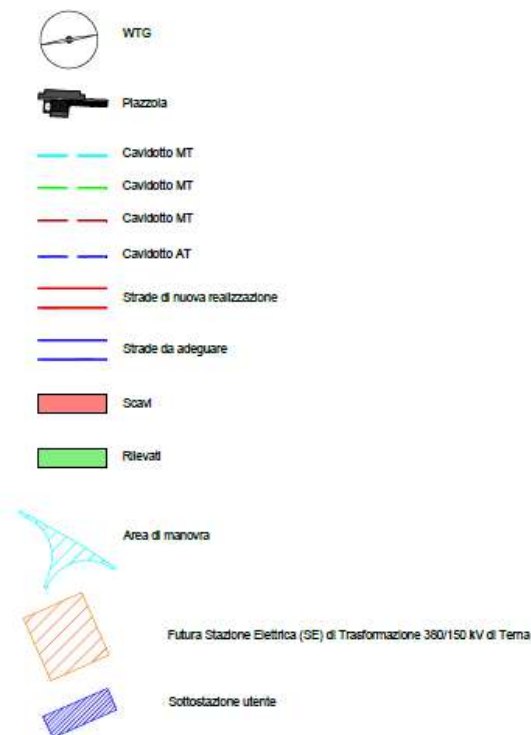 WTG
Piazzola
Cavidotto MT
Cavidotto MT
Cavidotto MT
Cavidotto AT
Strade di nuova realizzazione
Strade da adeguare
Scavi
Rilevati
Area di manovra
Futura Stazione Elettrica (SE) di Trasformazione 380/150 kV di Terna
Sottostazione utente